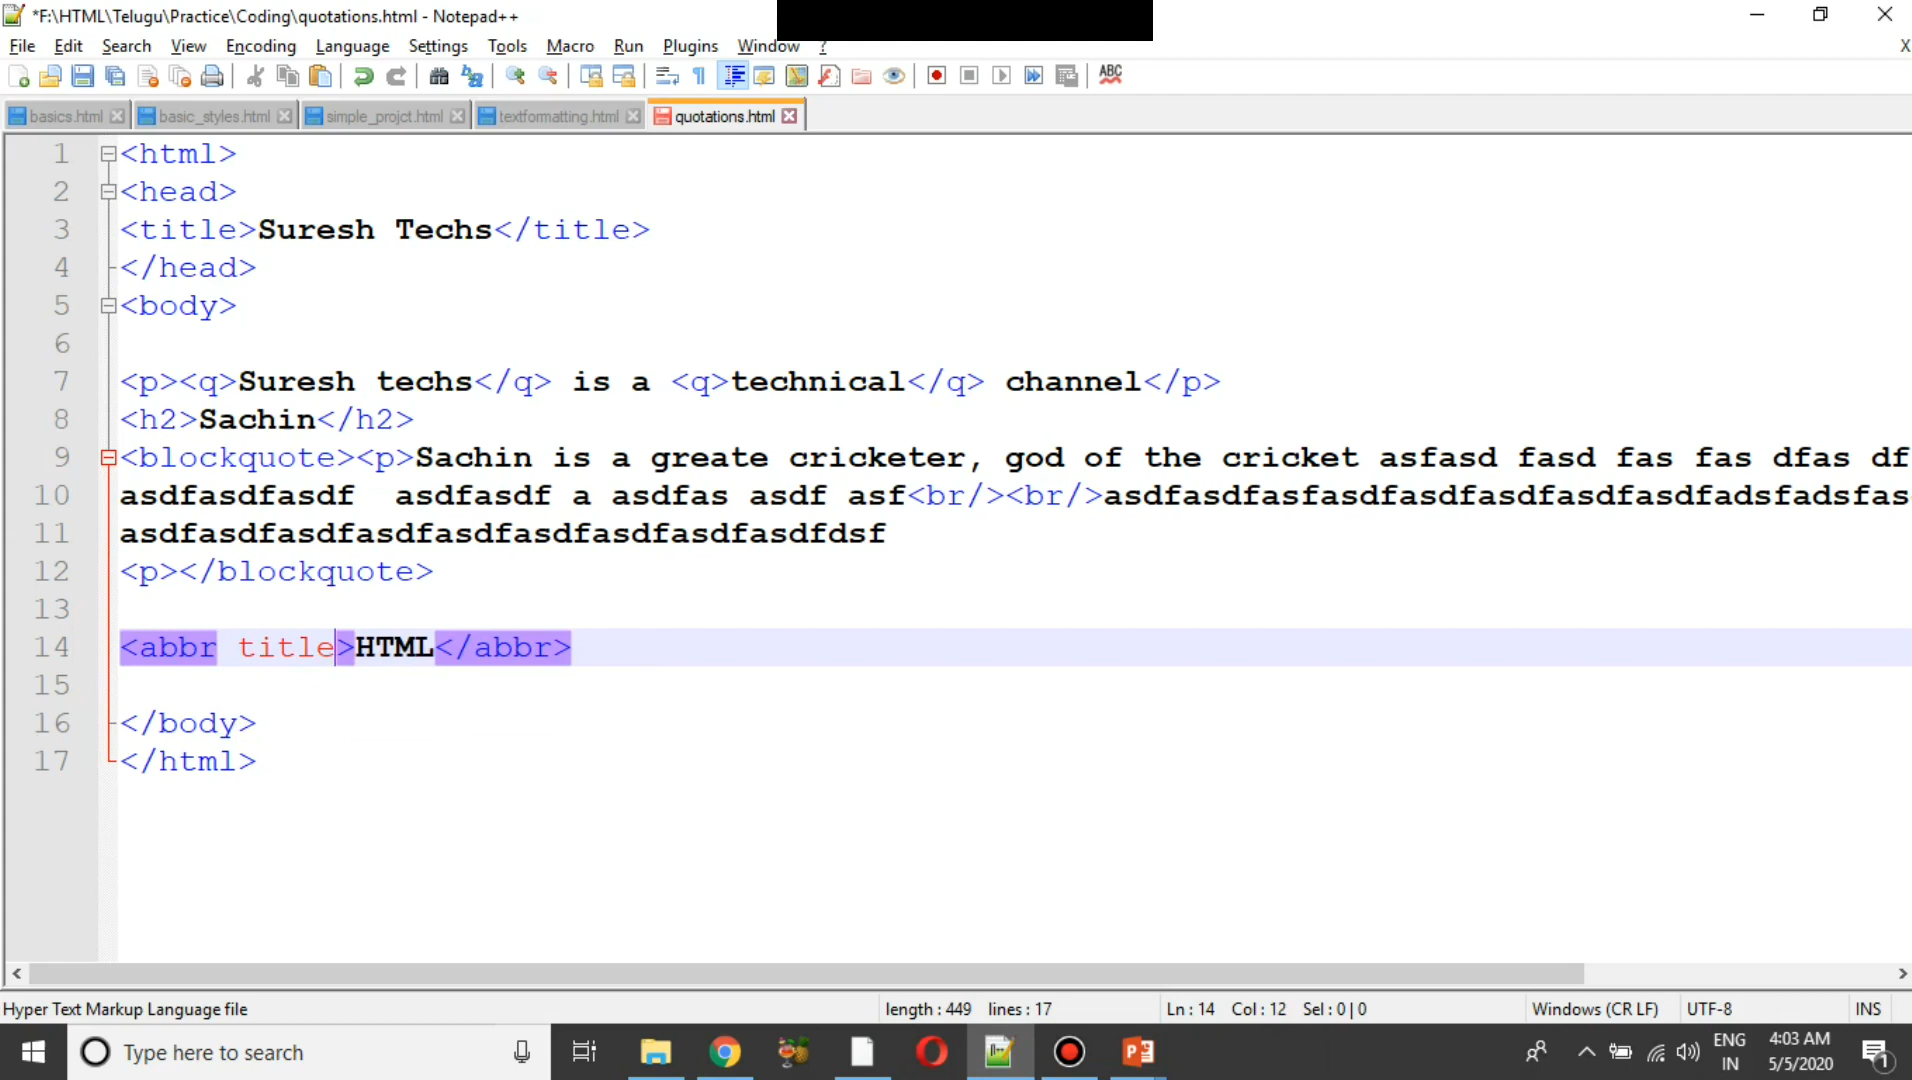 *F:\HTML\Telugu\Practice\Coding\quotations.html - Notepad++
File Edit Search View Encoding Language Settings Tools Macro Run Plugins Window ? X
ABC
basics.html basic_styles.html simple_projct.html textformatting.html quotations.html
1 <html>
2 <head>
3 <title>Suresh Techs</title>
4 </head>
5 <body>
6
7 <p><q>Suresh techs</q> is a <q>technical</q> channel</p>
8 <h2>Sachin</h2>
9 <blockquote><p>Sachin is a greate cricketer, god of the cricket asfasd fasd fas fas dfas df
10 asdfasdfasdf  asdfasdf a asdfas asdf asf<br/><br/>asdfasdfasfasdfasdfasdfasdfasdfadsfadsfas
11 asdfasdfasdfasdfasdfasdfasdfasdfasdfdsf
12 <p></blockquote>
13
14 <abbr title>HTML</abbr>
15
16 </body>
17 </html>
Hyper Text Markup Language file length : 449 lines : 17 Ln : 14 Col : 12 Sel : 0 | 0 Windows (CR LF) UTF-8 INS
Type here to search ENG IN 4:03 AM 5/5/2020 1